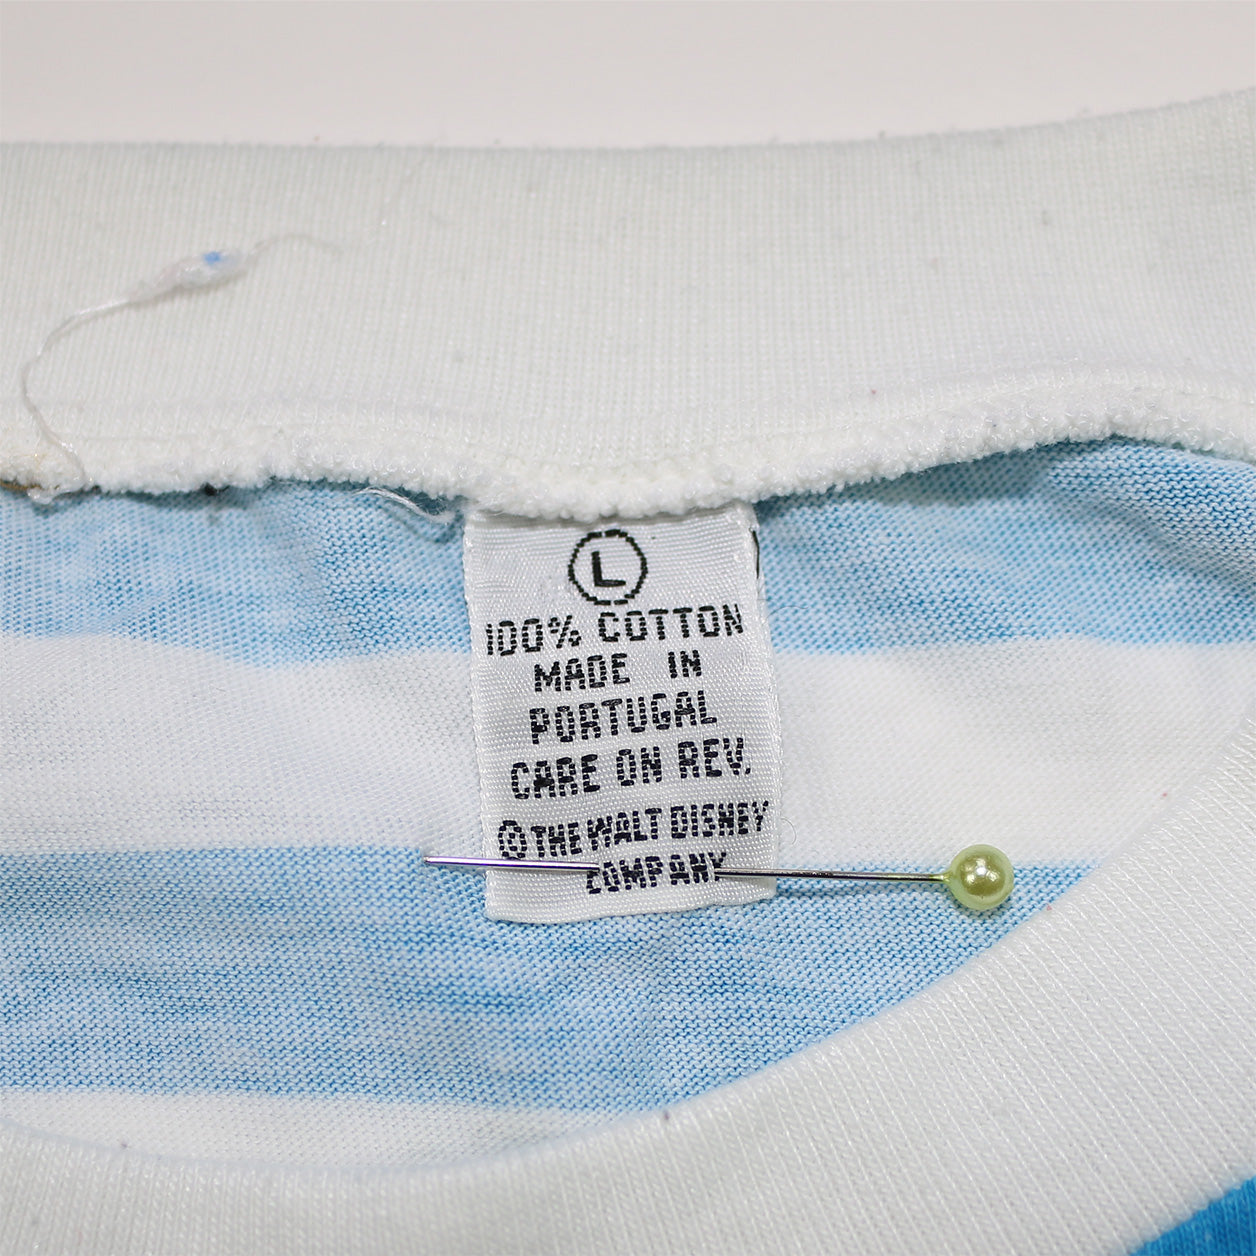 L
100% COTTON
MADE IN
PORTUGAL
CARE ON REV.
© THE WALT DISNEY
COMPANY